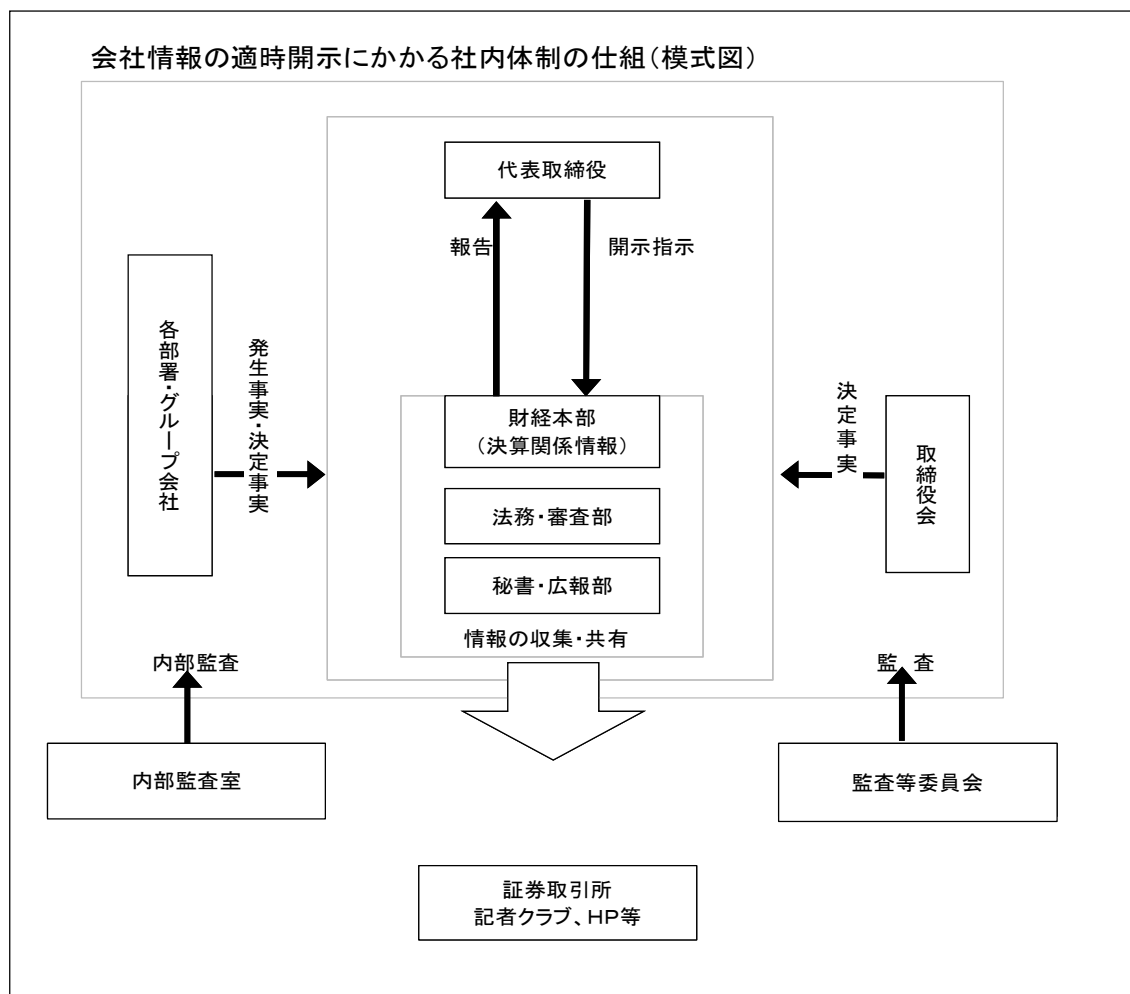 会社情報の適時開示にかかる社内体制の仕組（模式図）
代表取締役
報告
開示指示
各部署・グループ会社
発生事実・決定事実
財経本部
（決算関係情報）
法務・審査部
秘書・広報部
情報の収集・共有
決定事実
取締役会
内部監査
監　査
内部監査室
監査等委員会
証券取引所
記者クラブ、HP等